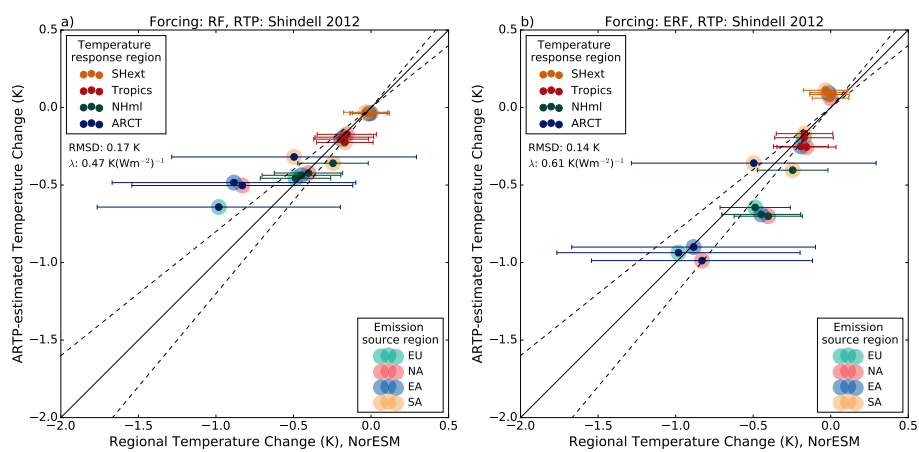 a) Forcing: RF, RTP: Shindell 2012
0.5
0.0
−0.5
−1.0
−1.5
−2.0
ARTP-estimated Temperature Change (K)
Temperature
response region
SHext
Tropics
NHml
ARCT
RMSD: 0.17 K
λ: 0.47 K(Wm⁻²)⁻¹
Emission
source region
EU
NA
EA
SA
−2.0 −1.5 −1.0 −0.5 0.0 0.5
Regional Temperature Change (K), NorESM
b) Forcing: ERF, RTP: Shindell 2012
0.5
0.0
−0.5
−1.0
−1.5
−2.0
ARTP-estimated Temperature Change (K)
Temperature
response region
SHext
Tropics
NHml
ARCT
RMSD: 0.14 K
λ: 0.61 K(Wm⁻²)⁻¹
Emission
source region
EU
NA
EA
SA
−2.0 −1.5 −1.0 −0.5 0.0 0.5
Regional Temperature Change (K), NorESM